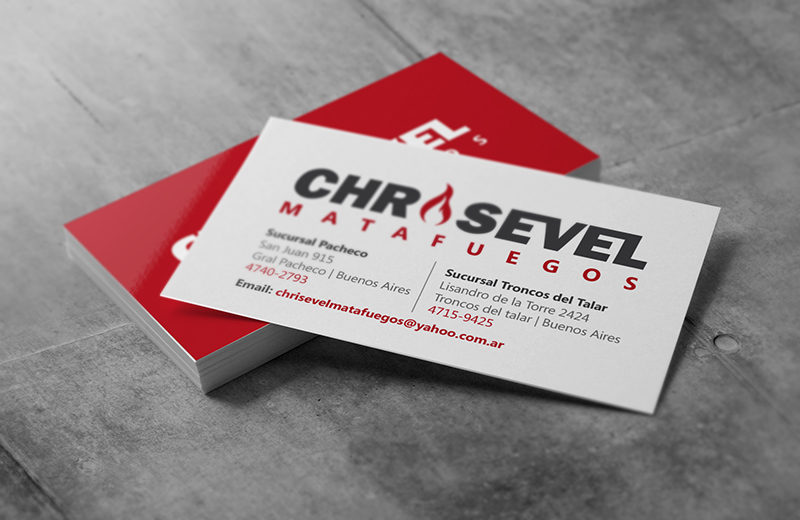 CHRISEVEL
MATAFUEGOS
Sucursal Pacheco
San Juan 915
Gral Pacheco | Buenos Aires
4740-2793
Sucursal Troncos del Talar
Lisandro de la Torre 2424
Troncos del talar | Buenos Aires
4715-9425
Email: chrisevelmatafuegos@yahoo.com.ar